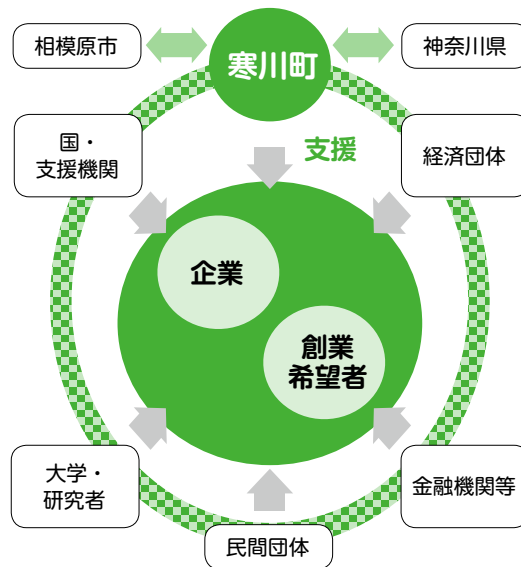 相模原市
寒川町
神奈川県
国・
支援機関
支援
経済団体
企業
創業
希望者
大学・
研究者
民間団体
金融機関等